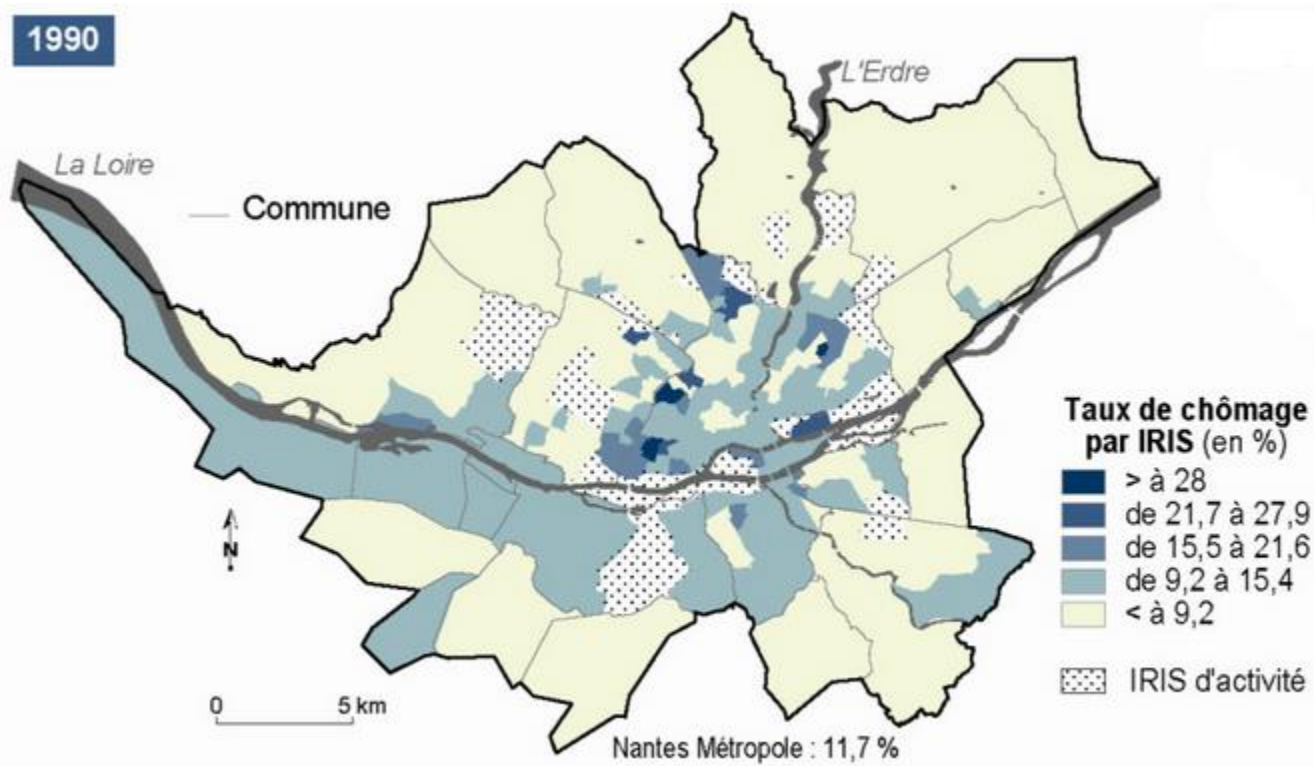 1990
L'Erdre
La Loire
Commune
Taux de chômage
par IRIS (en %)
> à 28
de 21,7 à 27,9
de 15,5 à 21,6
de 9,2 à 15,4
< à 9,2
IRIS d'activité
N
0 5 km
Nantes Métropole : 11,7 %